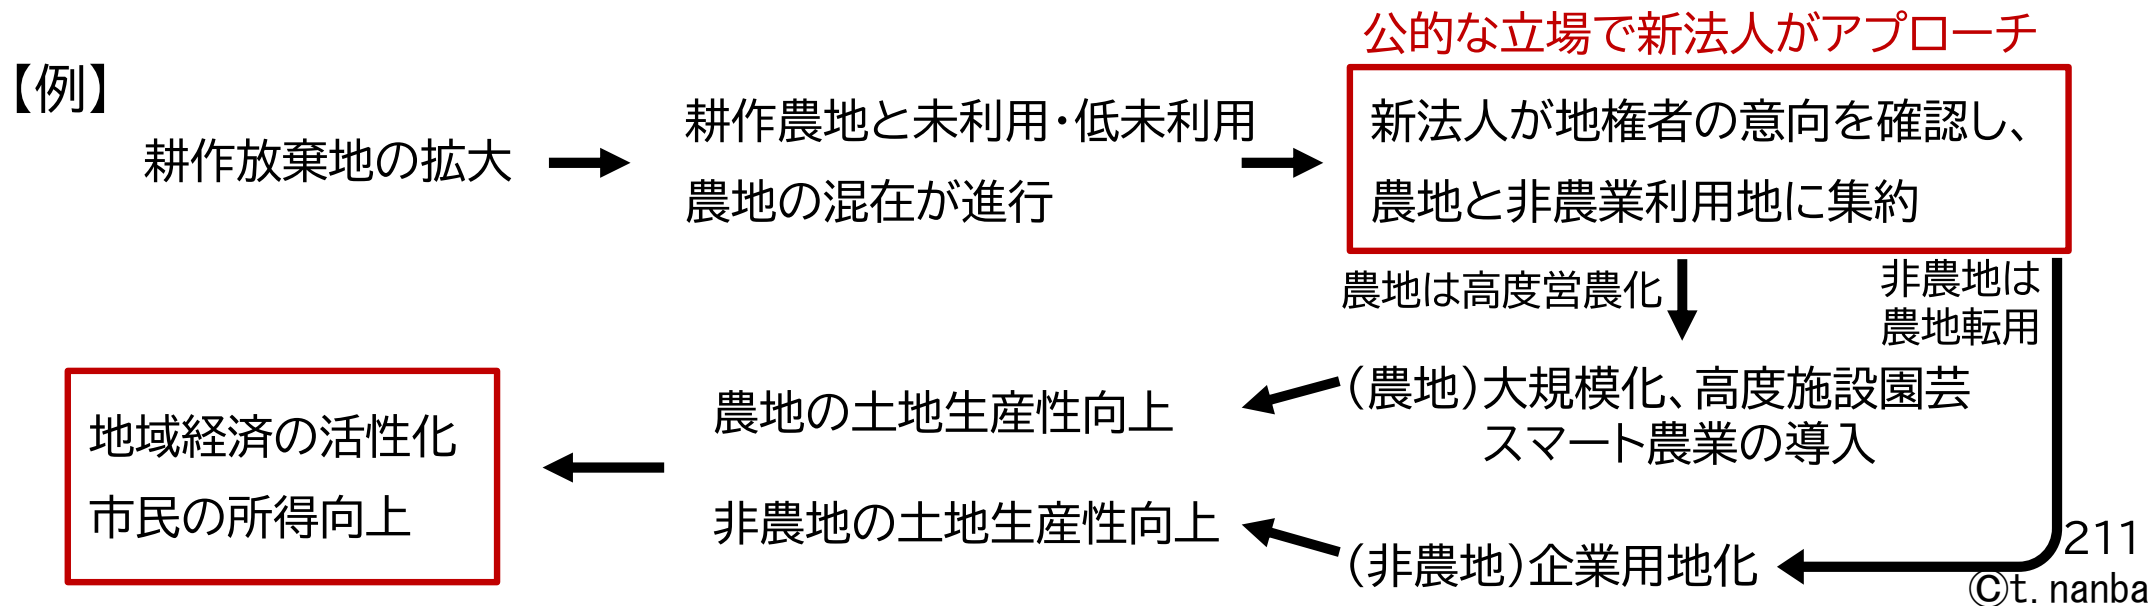 公的な立場で新法人がアプローチ
【例】
耕作放棄地の拡大
耕作農地と未利用・低未利用
農地の混在が進行
新法人が地権者の意向を確認し、
農地と非農業利用地に集約
農地は高度営農化
非農地は
農地転用
（農地）大規模化、高度施設園芸
スマート農業の導入
農地の土地生産性向上
非農地の土地生産性向上
（非農地）企業用地化
地域経済の活性化
市民の所得向上
211
©t. nanba